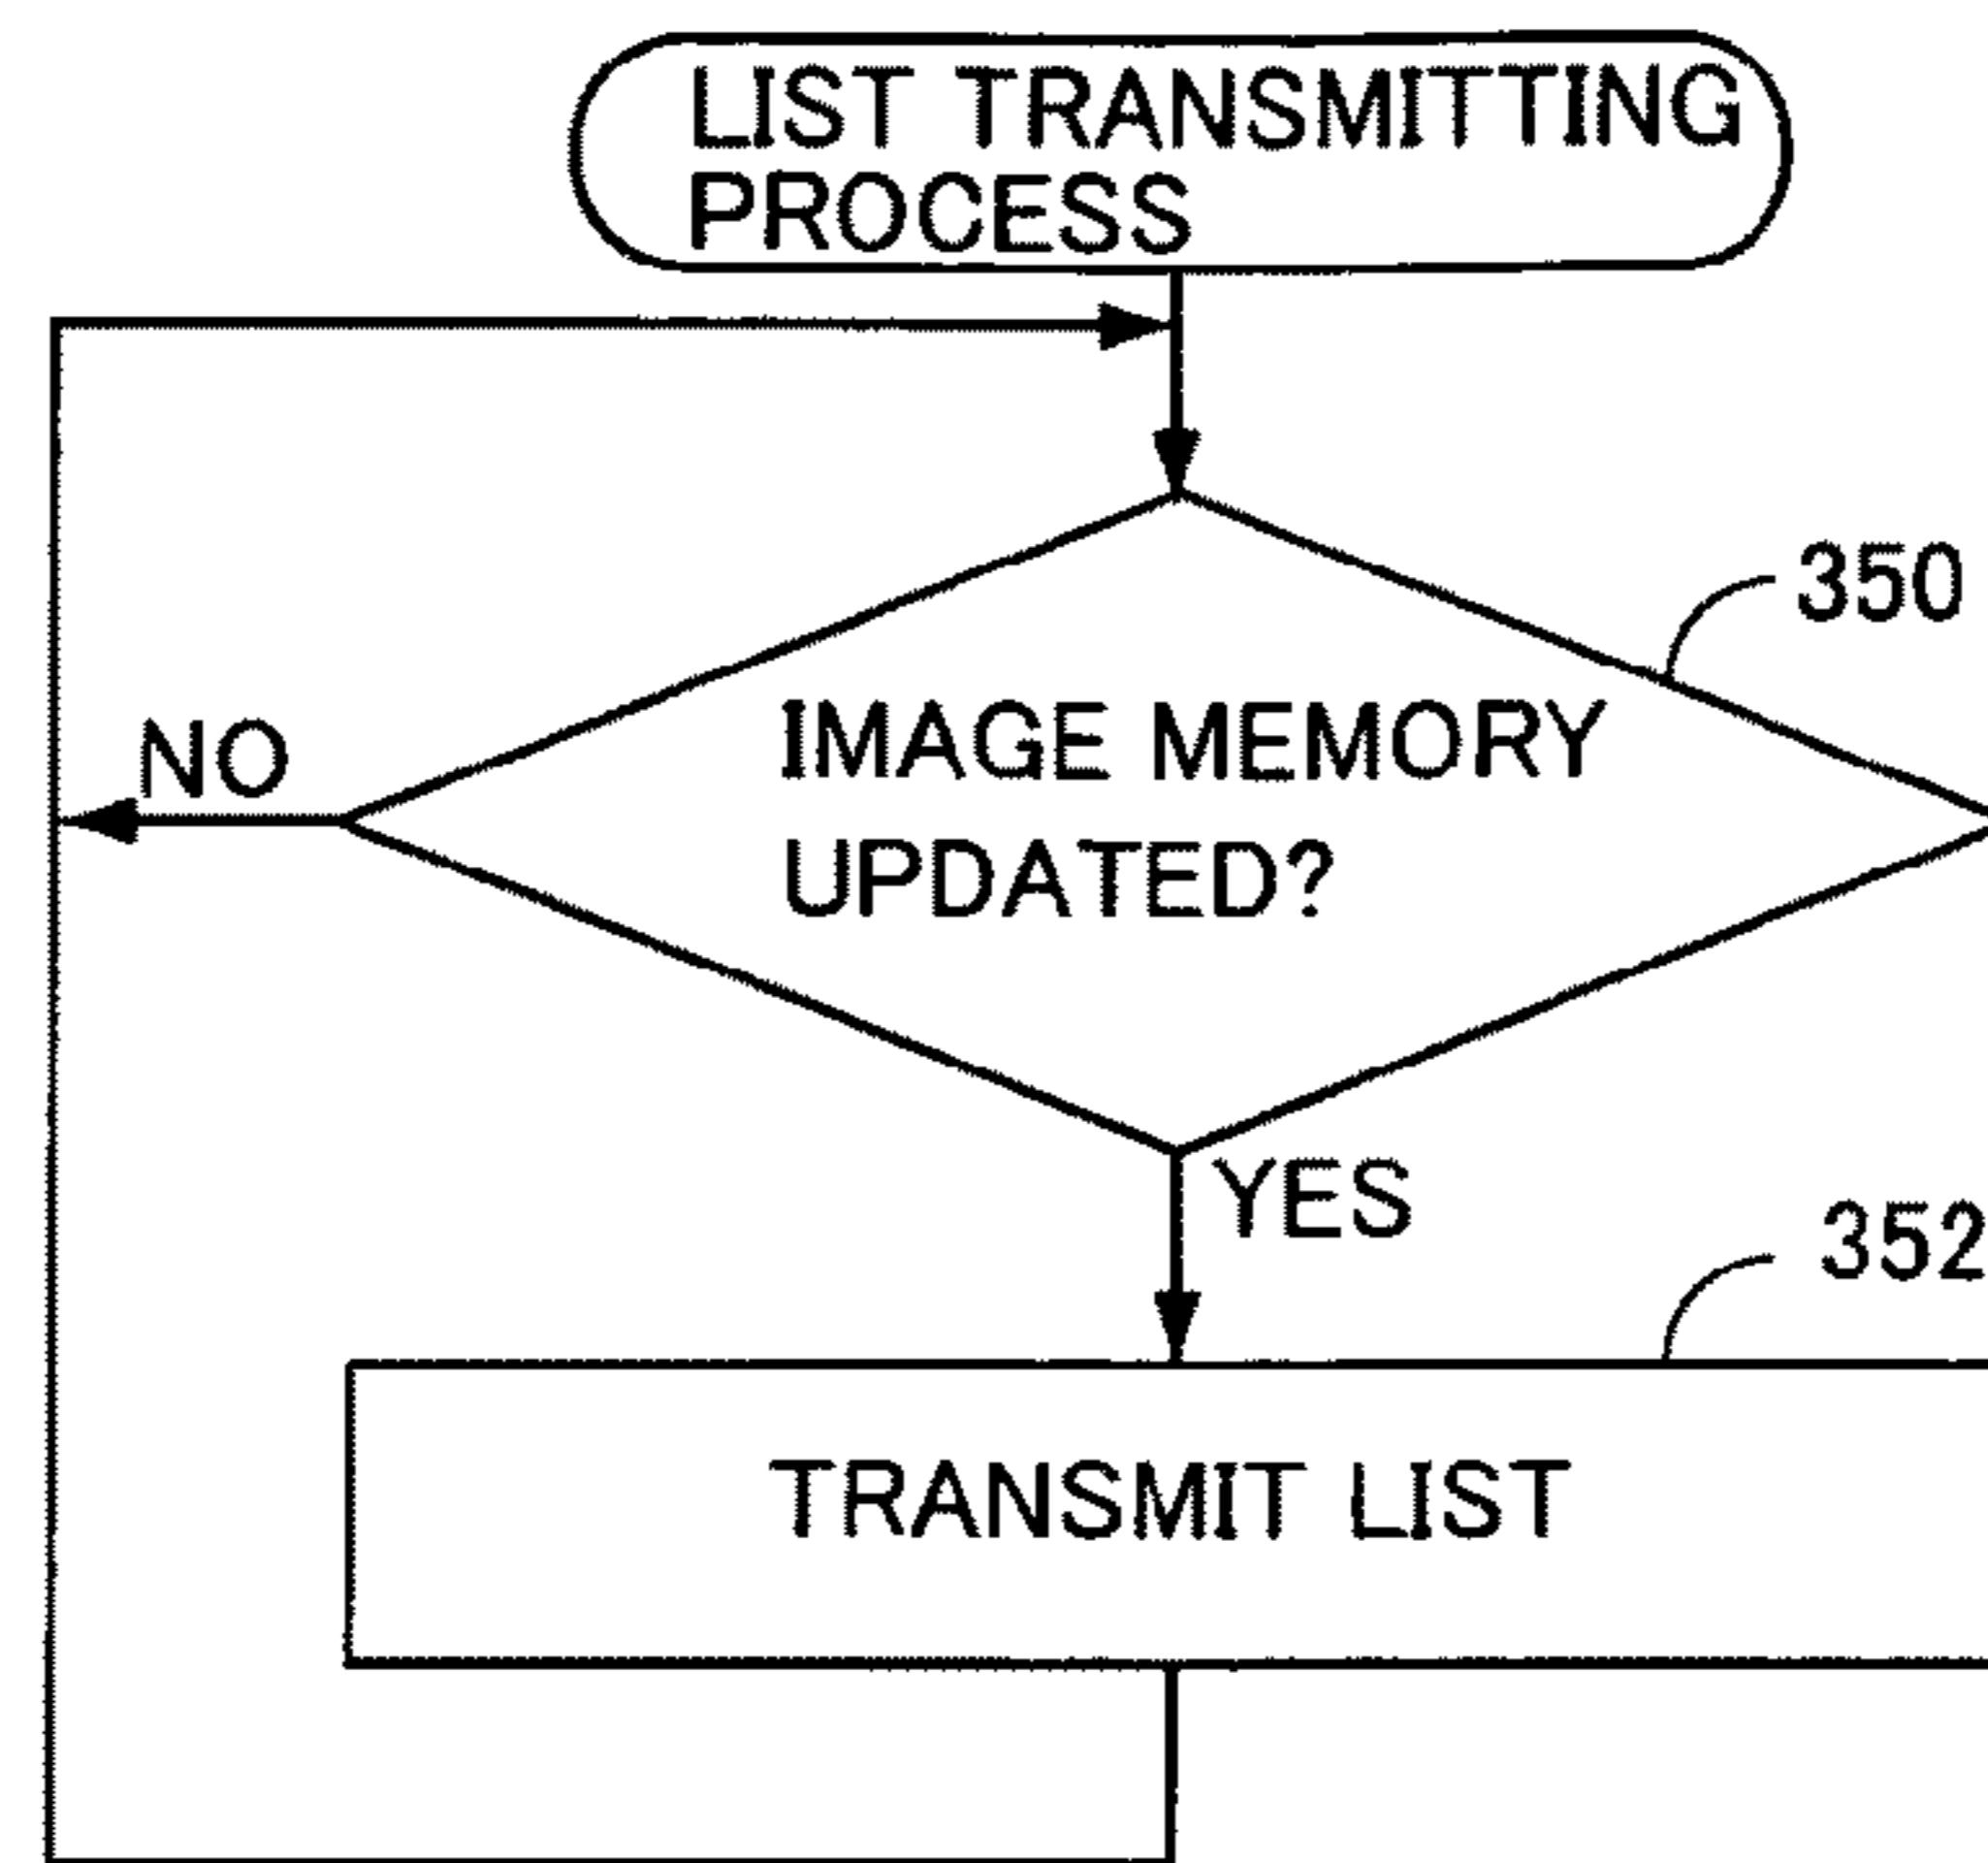 LIST TRANSMITTING
PROCESS
350
NO
IMAGE MEMORY
UPDATED?
YES
352
TRANSMIT LIST